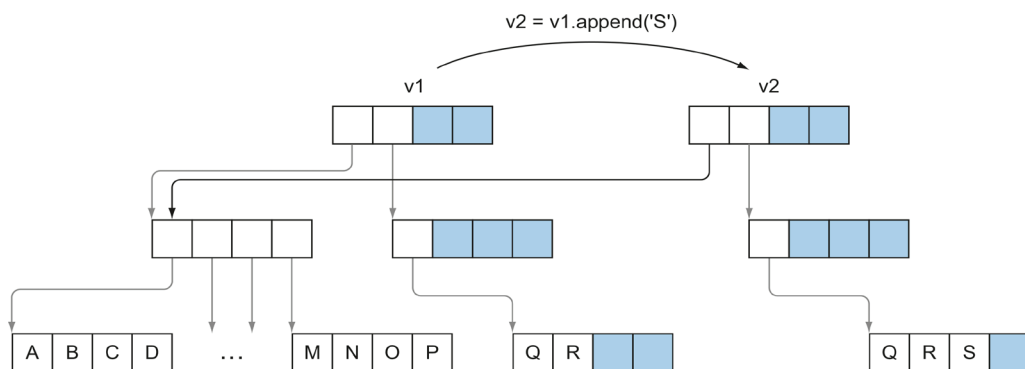 v2 = v1.append('S')
v1
v2
A B C D
...
M N O P
Q R
Q R S